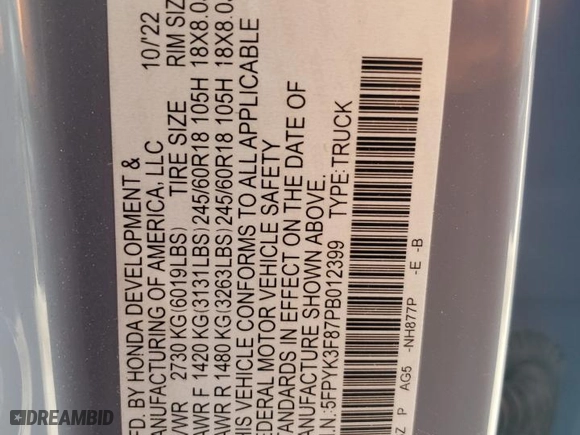 FD. BY HONDA DEVELOPMENT & 10/'22
ANUFACTURING OF AMERICA, LLC
VWR 2730 KG(6019LBS) TIRE SIZE RIM SIZ
AWR F 1420 KG(3131LBS)245/60R18 105H 18X8.0J
AWR R 1480 KG(3263LBS)245/60R18 105H 18X8.0J
THIS VEHICLE CONFORMS TO ALL APPLICABLE
EDERAL MOTOR VEHICLE SAFETY
TANDARDS IN EFFECT ON THE DATE OF
ANUFACTURE SHOWN ABOVE.
I.N.:5FPYK3F87PB012399 TYPE:TRUCK
Z P AG5 -NH877P -E -B
DREAMBID